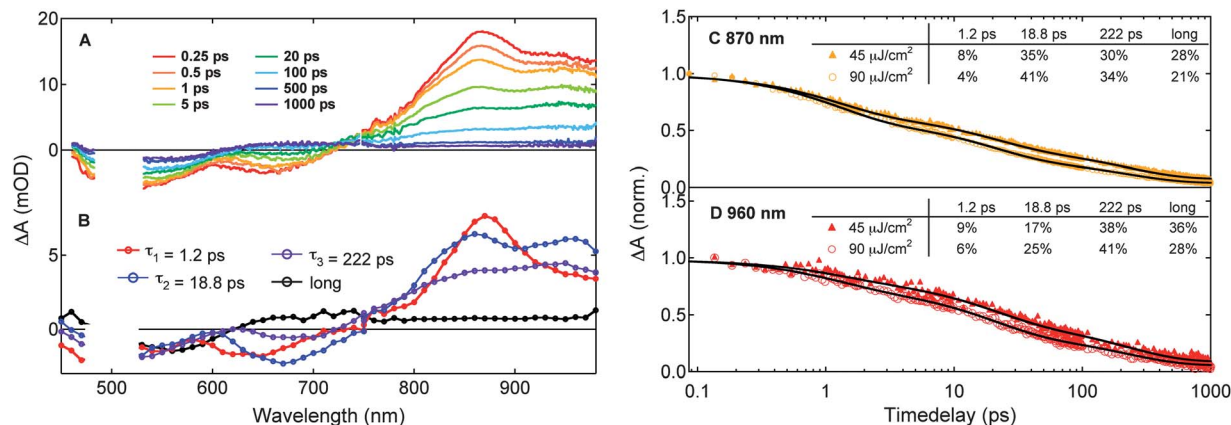 A
20
10
0
0.25 ps
0.5 ps
1 ps
5 ps
20 ps
100 ps
500 ps
1000 ps
ΔA (mOD)
B
5
0
τ1 = 1.2 ps
τ2 = 18.8 ps
τ3 = 222 ps
long
500 600 700 800 900
Wavelength (nm)
C 870 nm
1.5
1.0
0.5
0.0
1.2 ps 18.8 ps 222 ps long
45 μJ/cm² 8% 35% 30% 28%
90 μJ/cm² 4% 41% 34% 21%
ΔA (norm.)
D 960 nm
1.0
0.5
0.0
1.2 ps 18.8 ps 222 ps long
45 μJ/cm² 9% 17% 38% 36%
90 μJ/cm² 6% 25% 41% 28%
0.1 1 10 100 1000
Timedelay (ps)